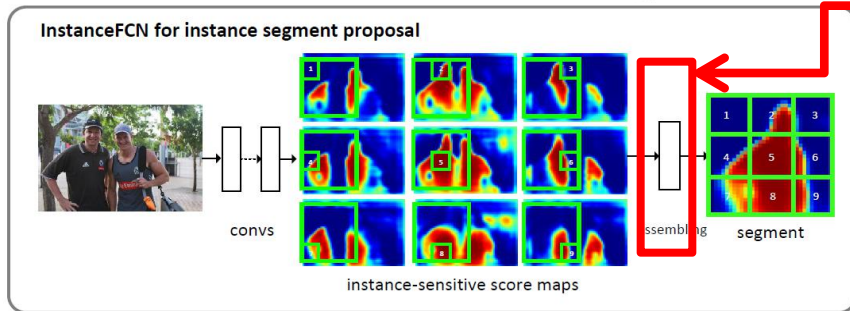 InstanceFCN for instance segment proposal
1 2 3
4 5 6
8 9
1 2 3
4 5 6
8 9
convs
ssembling
segment
instance-sensitive score maps